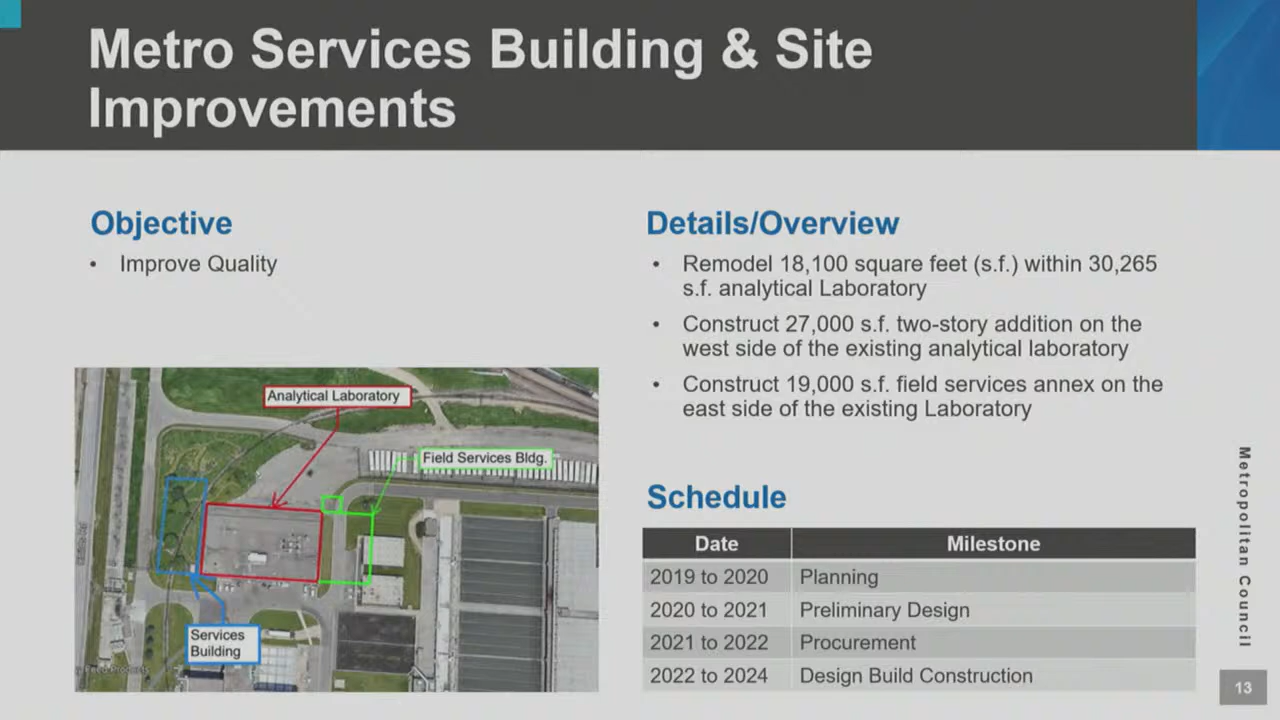 Metro Services Building & Site
Improvements
Objective
• Improve Quality
Analytical Laboratory
Field Services Bldg.
Services
Building
Details/Overview
• Remodel 18,100 square feet (s.f.) within 30,265
s.f. analytical Laboratory
• Construct 27,000 s.f. two-story addition on the
west side of the existing analytical laboratory
• Construct 19,000 s.f. field services annex on the
east side of the existing Laboratory
Schedule
Date Milestone
2019 to 2020 Planning
2020 to 2021 Preliminary Design
2021 to 2022 Procurement
2022 to 2024 Design Build Construction
Metropolitan Council
13